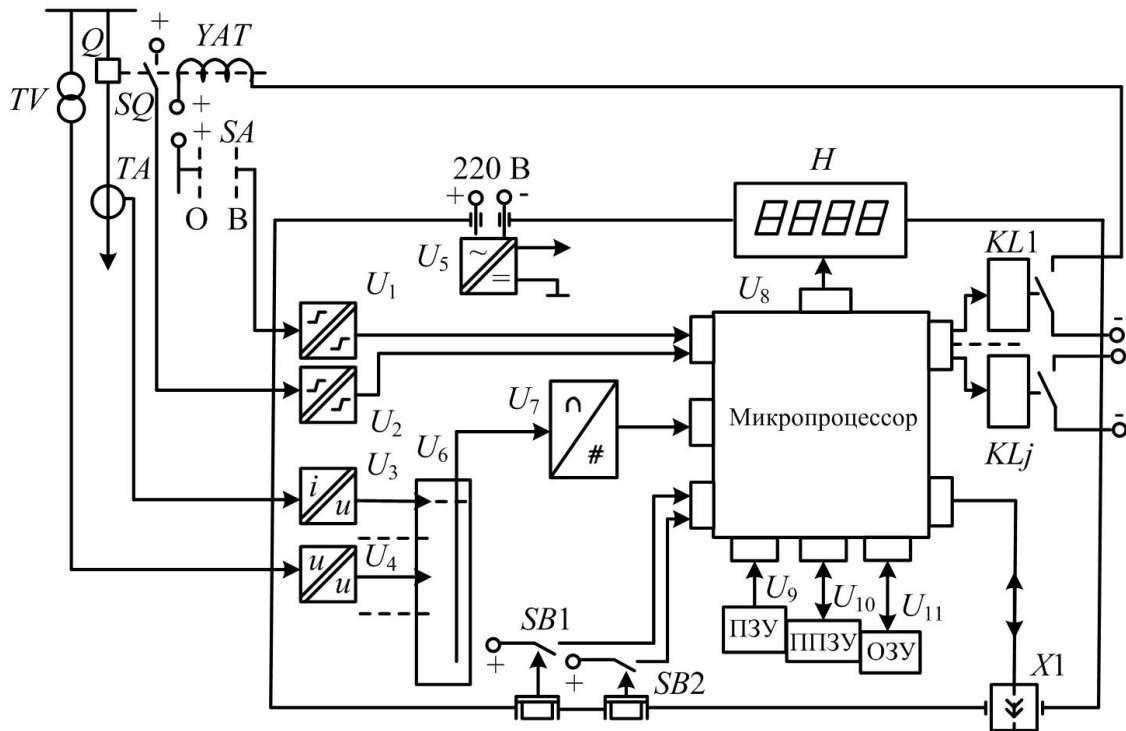 +
Q
YAT
TV
SQ
+
+
SA
TA
О
В
220 В
+
-
H
8888
U5
~
=
U1
U8
KL1
-
U2
U7
∩
#
Микропроцессор
KLj
-
U3
U6
i
u
U4
u
u
U9
U10
U11
ПЗУ
ППЗУ
ОЗУ
SB1
+
+
SB2
X1